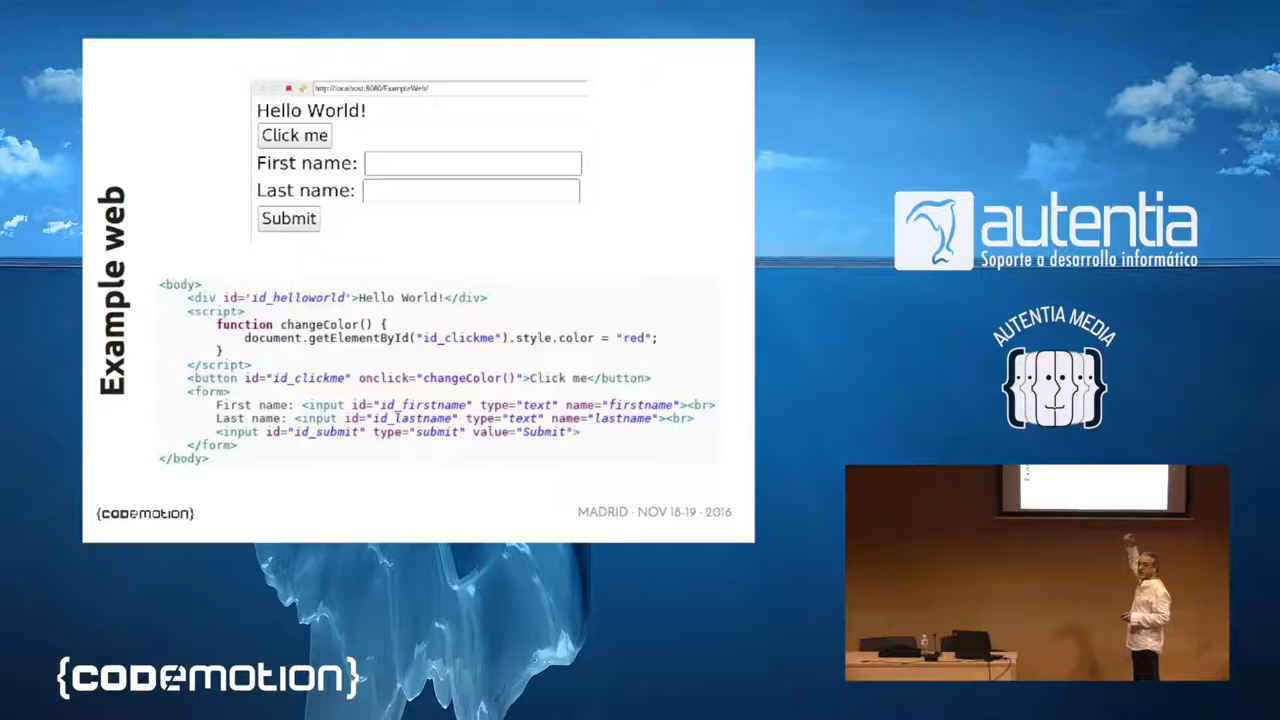 Example web
http://localhost:8080/ExampleWeb/
Hello World!
Click me
First name:
Last name:
Submit
<body>
<div id='id_helloworld'>Hello World!</div>
<script>
function changeColor() {
document.getElementById("id_clickme").style.color = "red";
}
</script>
<button id="id_clickme" onclick="changeColor()">Click me</button>
<form>
First name: <input id="id_firstname" type="text" name="firstname"><br>
Last name: <input id="id_lastname" type="text" name="lastname"><br>
<input id="id_submit" type="submit" value="Submit">
</form>
</body>
{CODEMOTION}
MADRID · NOV 18-19 · 2016
autentia
Soporte a desarrollo informático
AUTENTIA MEDIA
{CODEMOTION}